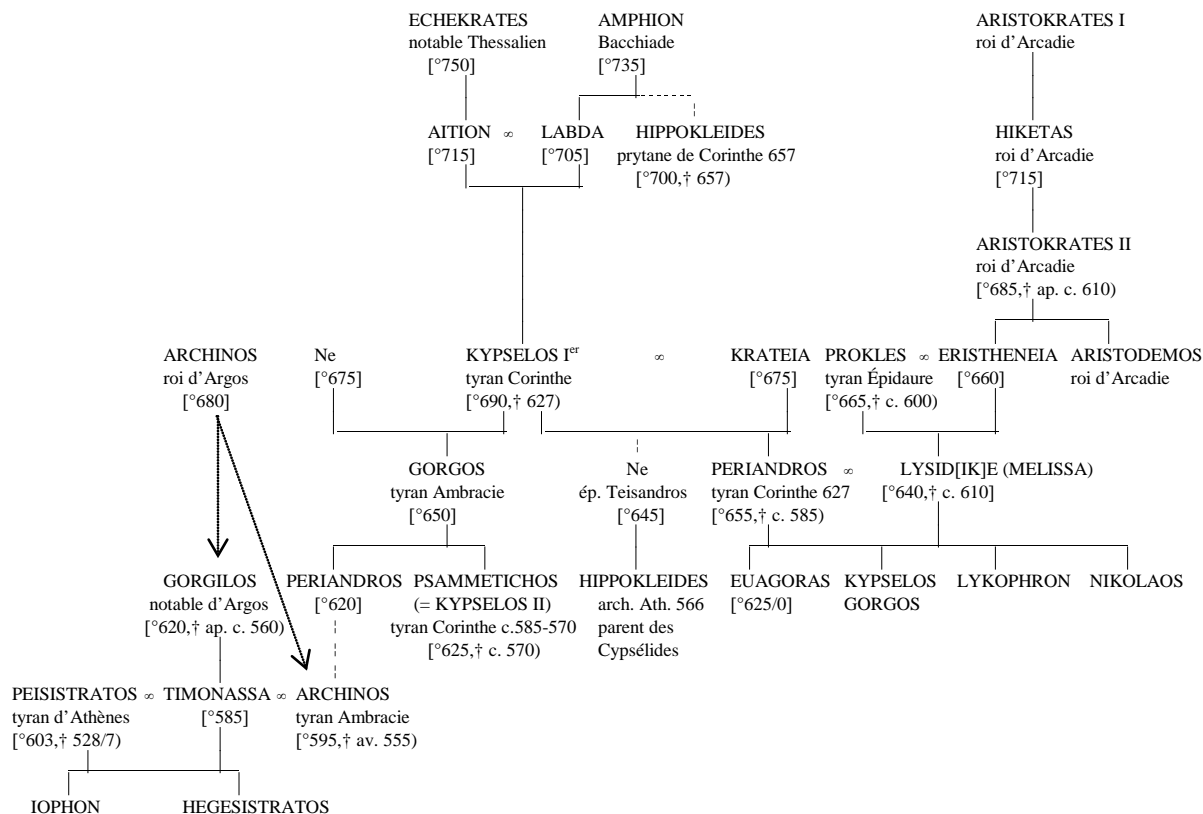 ECHEKRATES AMPHION ARISTOKRATES I
notable Thessalien Bacchiade roi d'Arcadie
[°750] [°735]
AITION ∞ LABDA HIPPOKLEIDES HIKETAS
[°715] [°705] prytane de Corinthe 657 roi d'Arcadie
[°700,† 657) [°715]
ARISTOKRATES II
roi d'Arcadie
[°685,† ap. c. 610)
ARCHINOS Ne KYPSELOS Ier ∞ KRATEIA PROKLES ∞ ERISTHENEIA ARISTODEMOS
roi d'Argos [°675] tyran Corinthe [°675] tyran Épidaure [°660] roi d'Arcadie
[°680] [°690,† 627) [°665,† c. 600)
GORGOS Ne PERIANDROS ∞ LYSID[IK]E (MELISSA)
tyran Ambracie ép. Teisandros tyran Corinthe 627 [°640,† c. 610]
[°650] [°645] [°655,† c. 585)
GORGILOS PERIANDROS PSAMMETICHOS HIPPOKLEIDES EUAGORAS KYPSELOS LYKOPHRON NIKOLAOS
notable d'Argos [°620] (= KYPSELOS II) arch. Ath. 566 [°625/0] GORGOS
[°620,† ap. c. 560) tyran Corinthe c.585-570 parent des
[°625,† c. 570) Cypsélides
PEISISTRATOS ∞ TIMONASSA ∞ ARCHINOS
tyran d'Athènes [°585] tyran Ambracie
[°603,† 528/7) [°595,† av. 555)
IOPHON HEGESISTRATOS